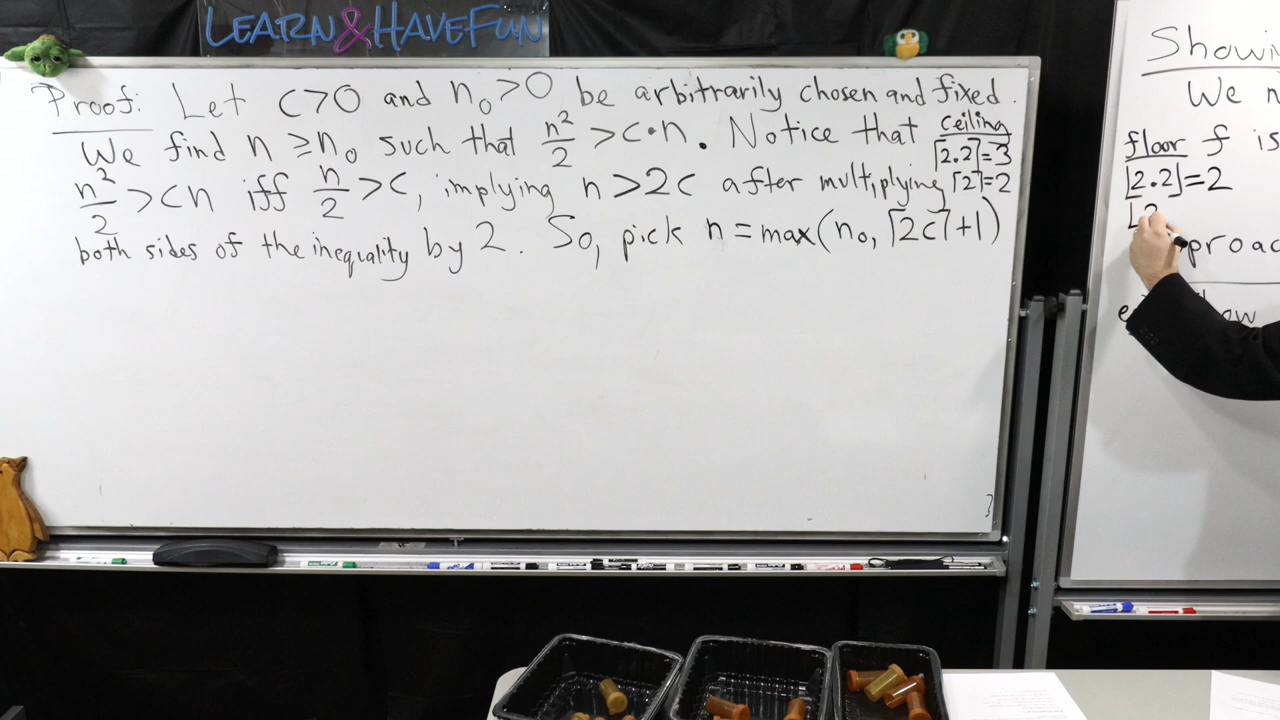 LEARN&HAVEFUN
Proof: Let c>0 and n₀>0 be arbitrarily chosen and fixed.
We find n ≥ n₀ such that n²/2 > c·n. Notice that
n²/2 > cn iff n/2 > c, implying n>2c after multiplying
both sides of the inequality by 2. So, pick n = max(n₀, ⌈2c⌉+1)
ceiling
⌈2.2⌉=3
⌈2⌉=2
Showi
We n
floor f is
⌊2.2⌋=2
proac
ow